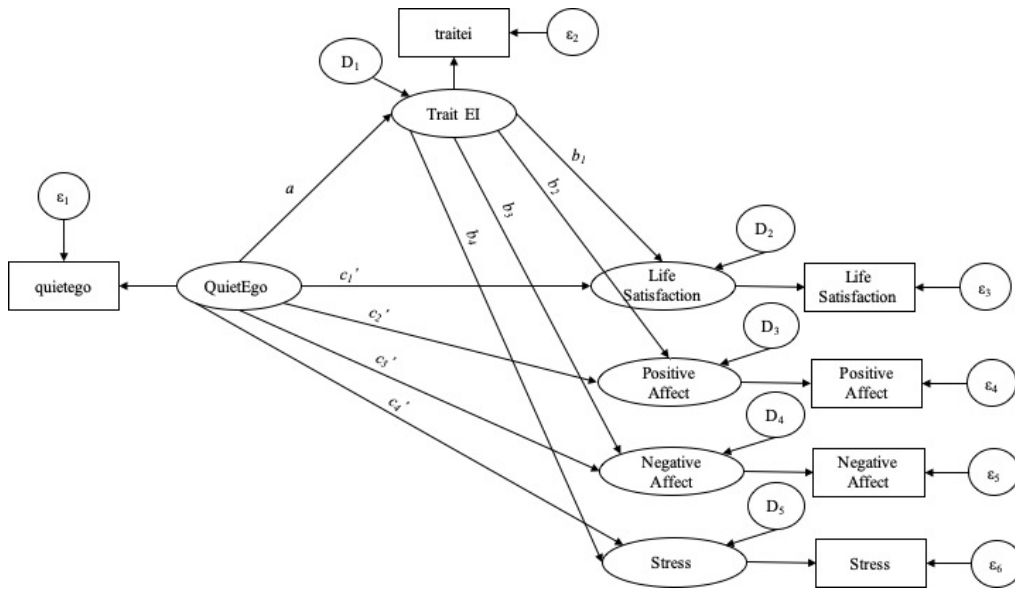 traitei
ε2
D1
Trait EI
a
b1
b2
b3
b4
ε1
D2
quietego
QuietEgo
c1'
Life
Satisfaction
Life
Satisfaction
ε3
c2'
D3
c3'
Positive
Affect
Positive
Affect
ε4
c4'
D4
Negative
Affect
Negative
Affect
ε5
D5
Stress
Stress
ε6